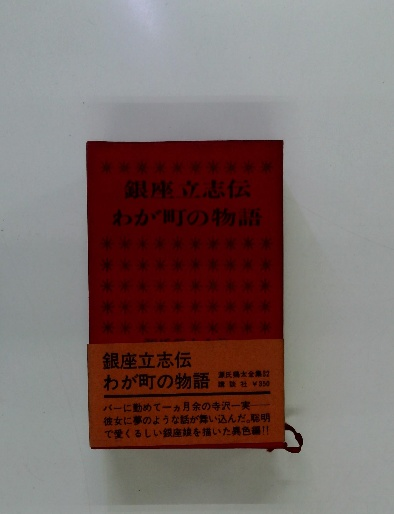 銀座立志伝
わが町の物語
銀座立志伝
わが町の物語
源氏鶏太全集22
講談社 ¥350
バーに勤めて一ヵ月余の寺沢一実──
彼女に夢のような話が舞い込んだ。聡明
で愛くるしい銀座娘を描いた異色篇!!